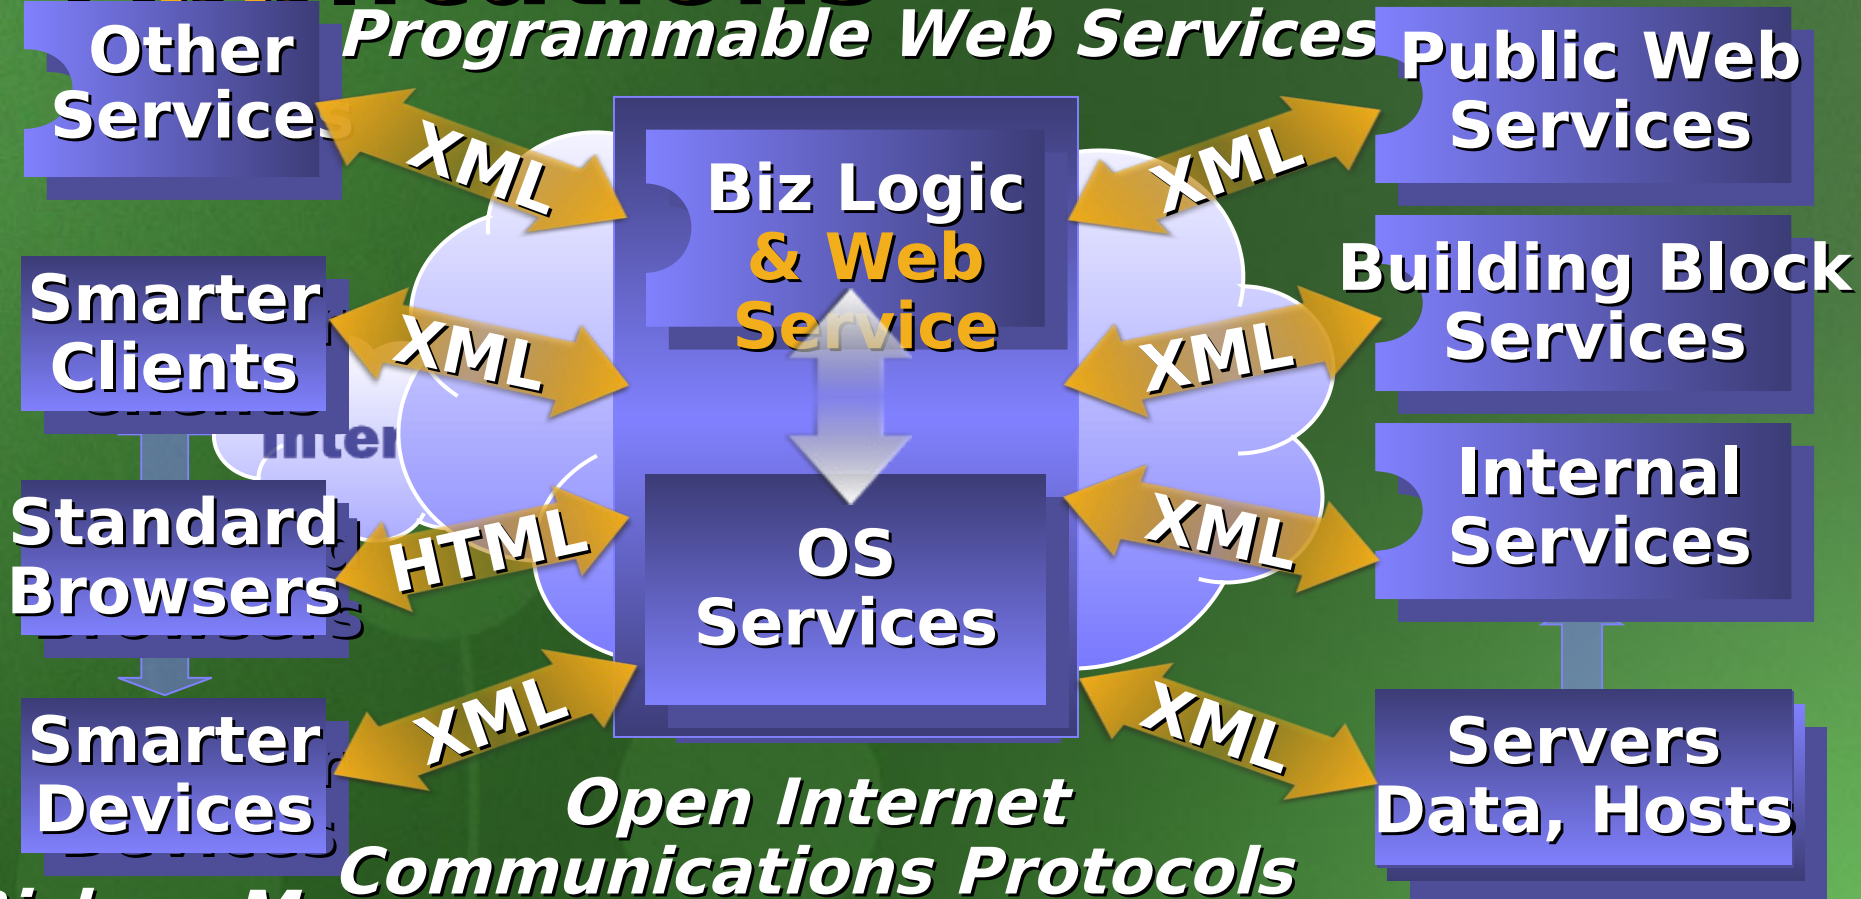 Programmable Web Services
Other
Services
Public Web
Services
XML
XML
Biz Logic
& Web
Service
Smarter
Clients
XML
XML
Building Block
Services
Standard
Browsers
HTML
XML
Internal
Services
OS
Services
Smarter
Devices
XML
XML
Servers
Data, Hosts
Open Internet
Communications Protocols